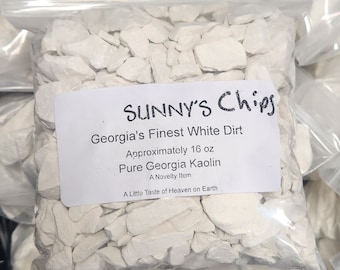 SUNNY'S Chips
Georgia's Finest White Dirt
Approximately 16 oz
Pure Georgia Kaolin
A Novelty Item
A Little Taste of Heaven on Earth